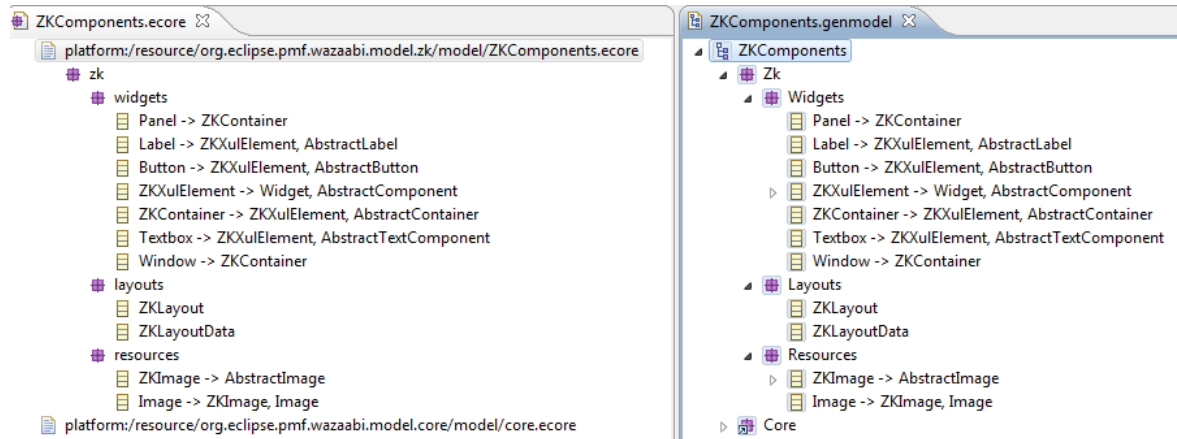 ZKComponents.ecore
platform:/resource/org.eclipse.pmf.wazaabi.model.zk/model/ZKComponents.ecore
zk
widgets
Panel -> ZKContainer
Label -> ZKXulElement, AbstractLabel
Button -> ZKXulElement, AbstractButton
ZKXulElement -> Widget, AbstractComponent
ZKContainer -> ZKXulElement, AbstractContainer
Textbox -> ZKXulElement, AbstractTextComponent
Window -> ZKContainer
layouts
ZKLayout
ZKLayoutData
resources
ZKImage -> AbstractImage
Image -> ZKImage, Image
platform:/resource/org.eclipse.pmf.wazaabi.model.core/model/core.ecore
ZKComponents.genmodel
ZKComponents
Zk
Widgets
Panel -> ZKContainer
Label -> ZKXulElement, AbstractLabel
Button -> ZKXulElement, AbstractButton
ZKXulElement -> Widget, AbstractComponent
ZKContainer -> ZKXulElement, AbstractContainer
Textbox -> ZKXulElement, AbstractTextComponent
Window -> ZKContainer
Layouts
ZKLayout
ZKLayoutData
Resources
ZKImage -> AbstractImage
Image -> ZKImage, Image
Core